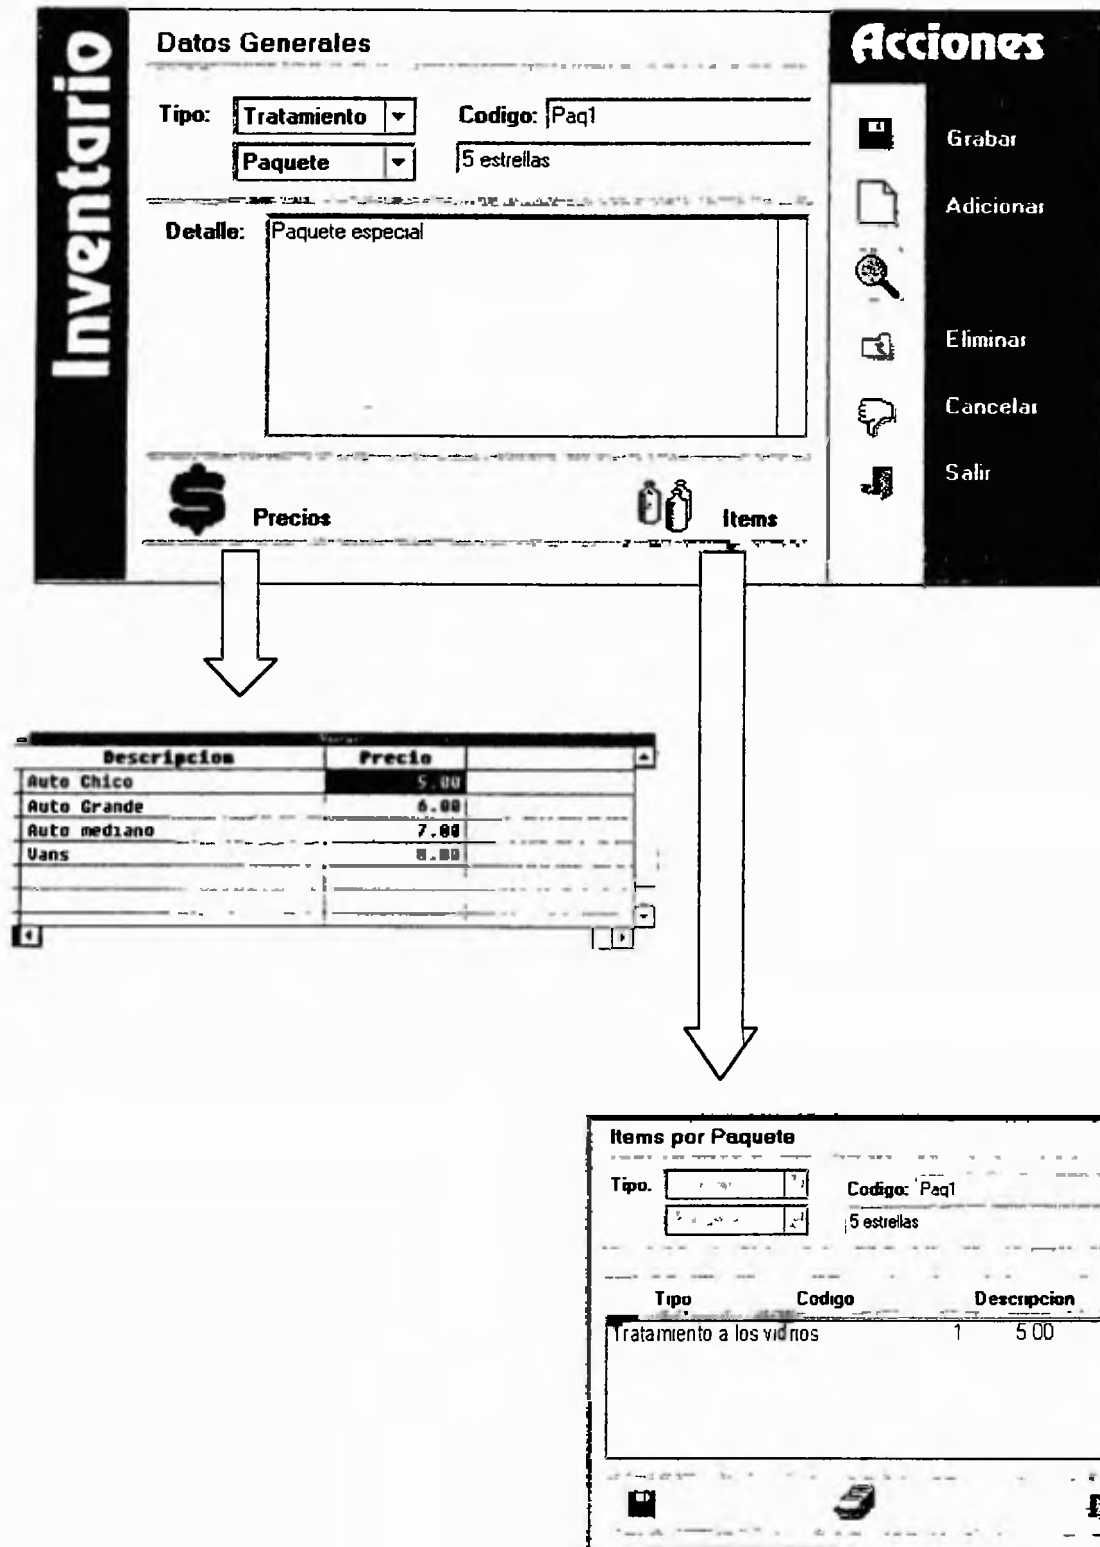 Inventario
Datos Generales
Tipo: Tratamiento Codigo: Paq1
Paquete 5 estrellas
Detalle: Paquete especial
Precios Items
Acciones
Grabar
Adicionar
Eliminar
Cancelar
Salir
Descripcion Precio
Auto Chico 5.00
Auto Grande 6.00
Auto mediano 7.00
Vans
Items por Paquete
Tipo. Codigo: Paq1
5 estrellas
Tipo Codigo Descripcion
Tratamiento a los vidrios 1 5 00